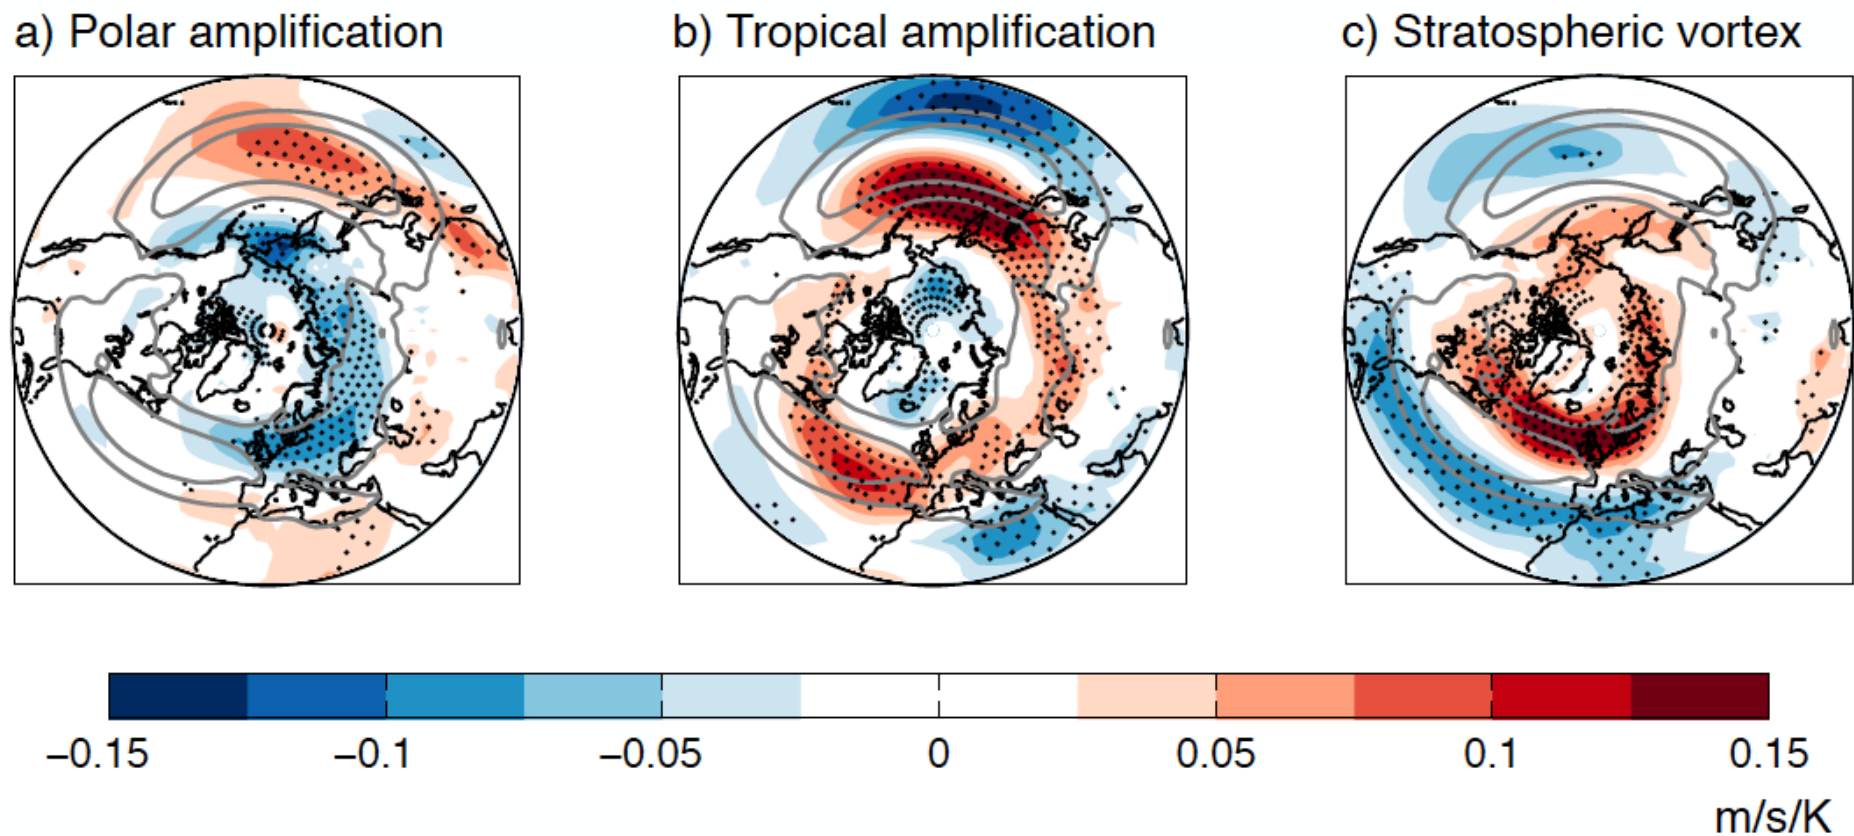 a) Polar amplification
b) Tropical amplification
c) Stratospheric vortex
−0.15 −0.1 −0.05 0 0.05 0.1 0.15
m/s/K